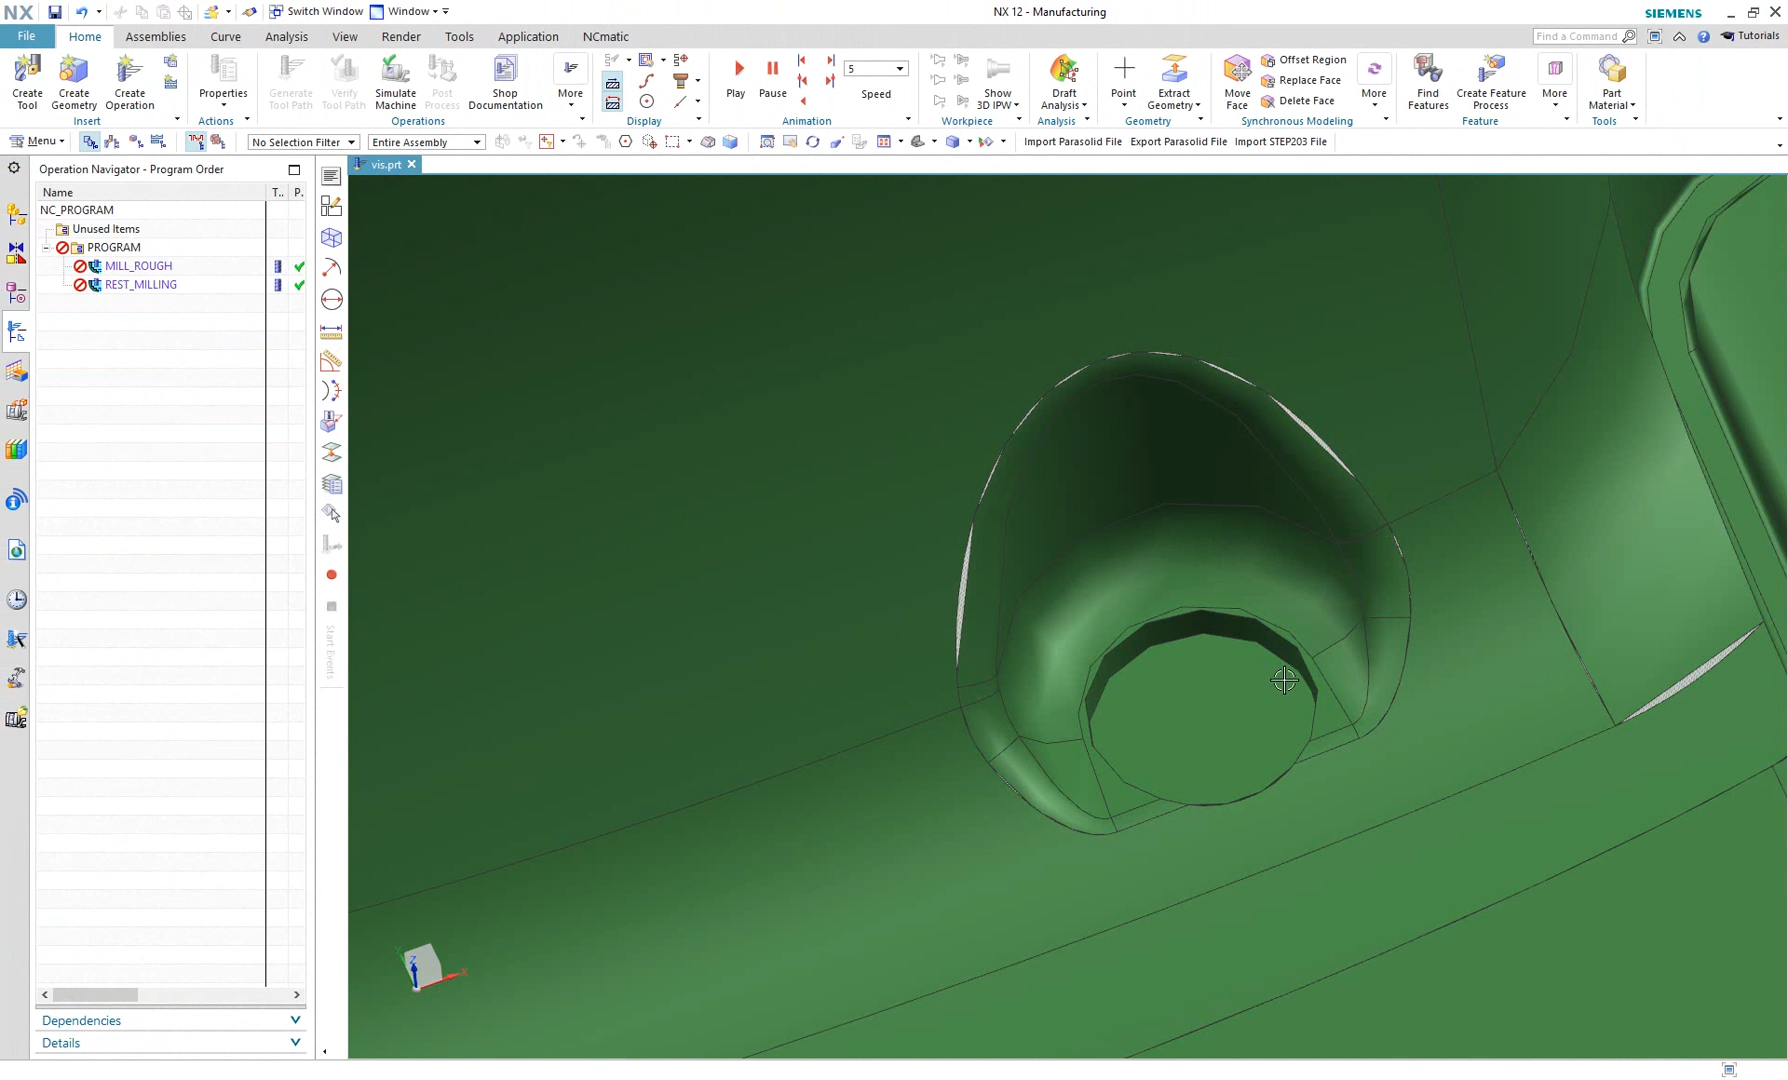 NX Switch Window Window NX 12 - Manufacturing SIEMENS
File Home Assemblies Curve Analysis View Render Tools Application NCmatic Find a Command Tutorials
Create Tool
Create Geometry
Create Operation
Insert
Properties
Actions
Generate Tool Path
Verify Tool Path
Simulate Machine
Post Process
Shop Documentation
More
Operations
Display
Play
Pause
5
Speed
Animation
Show 3D IPW
Workpiece
Draft Analysis
Analysis
Point
Extract Geometry
Geometry
Move Face
Offset Region
Replace Face
Delete Face
More
Synchronous Modeling
Find Features
Create Feature Process
More
Feature
Part Material
Tools
Menu No Selection Filter Entire Assembly Import Parasolid File Export Parasolid File Import STEP203 File
Operation Navigator - Program Order
vis.prt
Name T.. P.
NC_PROGRAM
Unused Items
PROGRAM
MILL_ROUGH
REST_MILLING
Start Events
Y
Z
X
Dependencies
Details